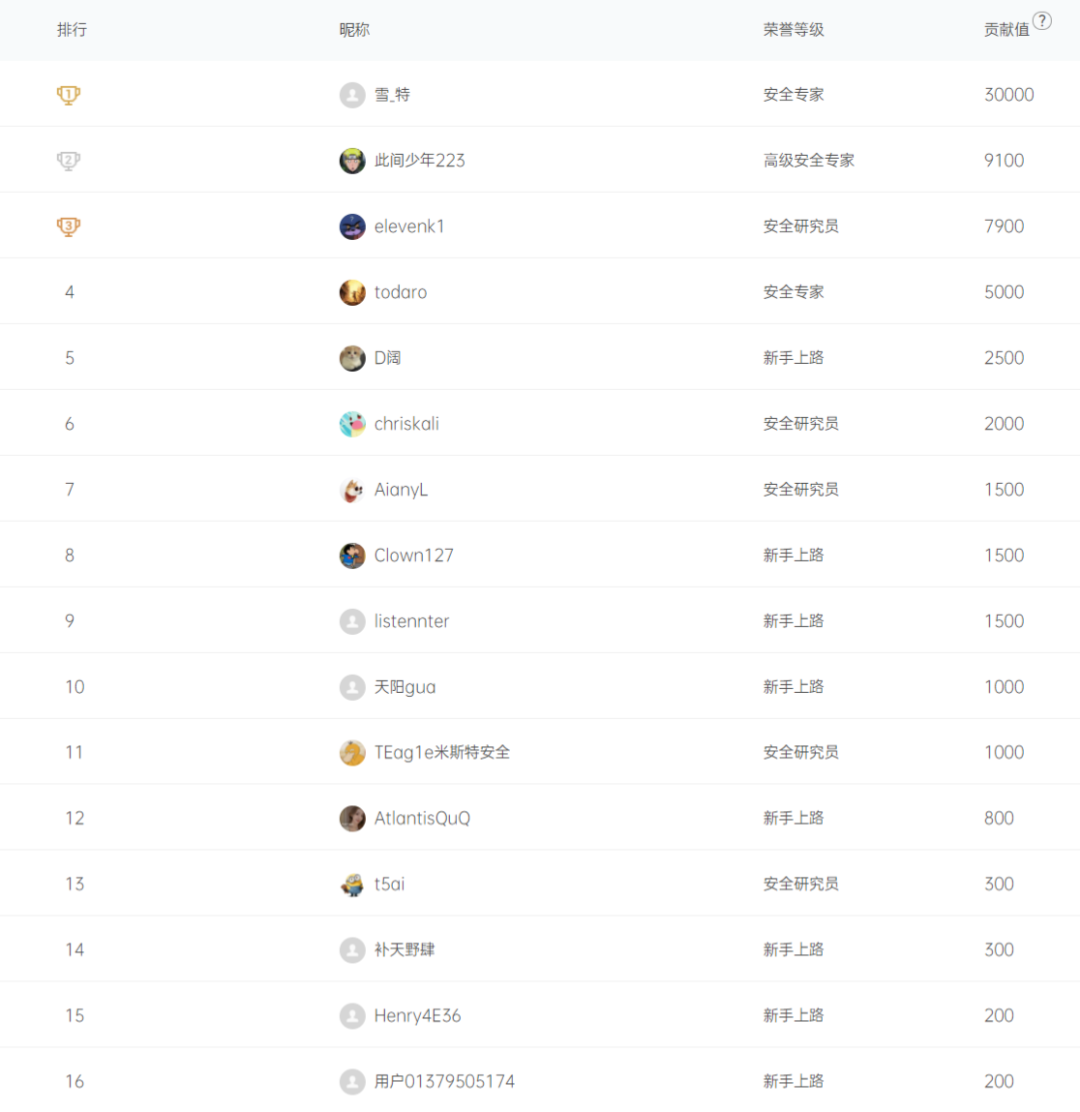 排行 昵称 荣誉等级 贡献值 ?
1 雪_特 安全专家 30000
2 此间少年223 高级安全专家 9100
3 elevenk1 安全研究员 7900
4 todaro 安全专家 5000
5 D阔 新手上路 2500
6 chriskali 安全研究员 2000
7 AianyL 安全研究员 1500
8 Clown127 新手上路 1500
9 listennter 新手上路 1500
10 天阳gua 新手上路 1000
11 TEag1e米斯特安全 安全研究员 1000
12 AtlantisQuQ 新手上路 800
13 t5ai 安全研究员 300
14 补天野肆 新手上路 300
15 Henry4E36 新手上路 200
16 用户01379505174 新手上路 200